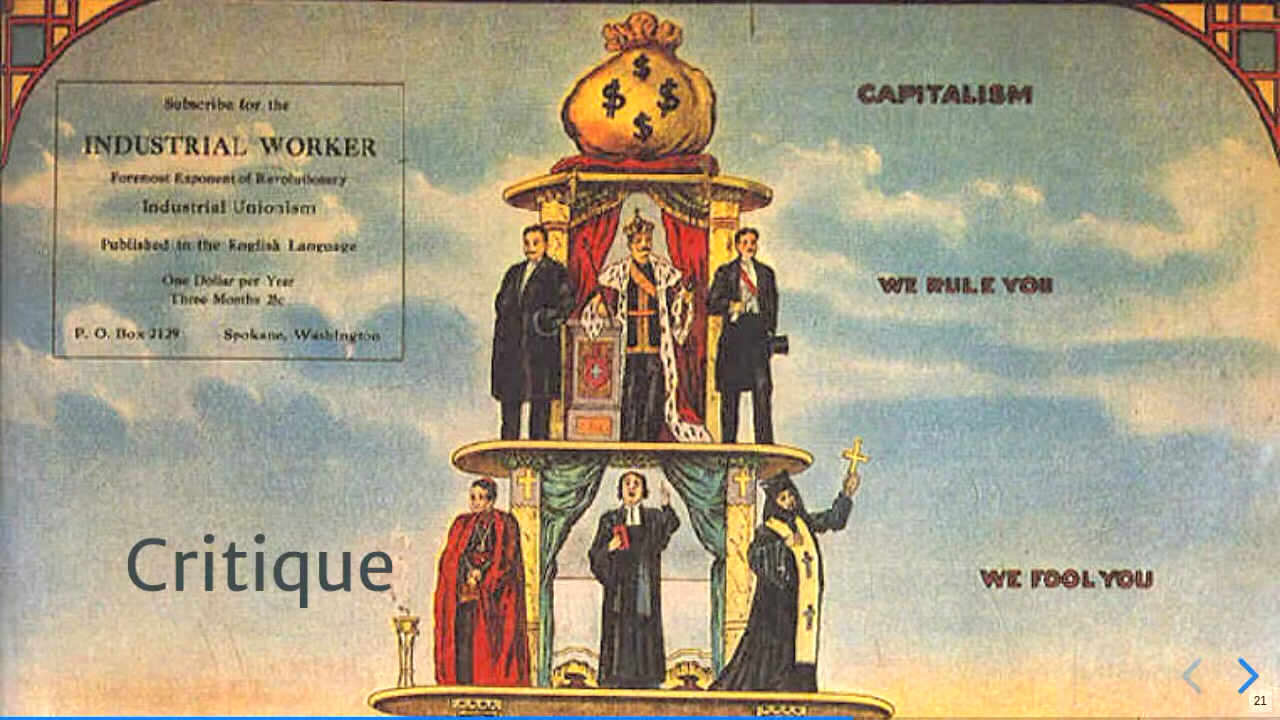 Subscribe for the
INDUSTRIAL WORKER
Foremost Exponent of Revolutionary
Industrial Unionism
Published in the English Language
One Dollar per Year
Three Months 25c
P. O. Box 2129 Spokane, Washington
$
$ $
$
CAPITALISM
WE RULE YOU
WE FOOL YOU
Critique
21